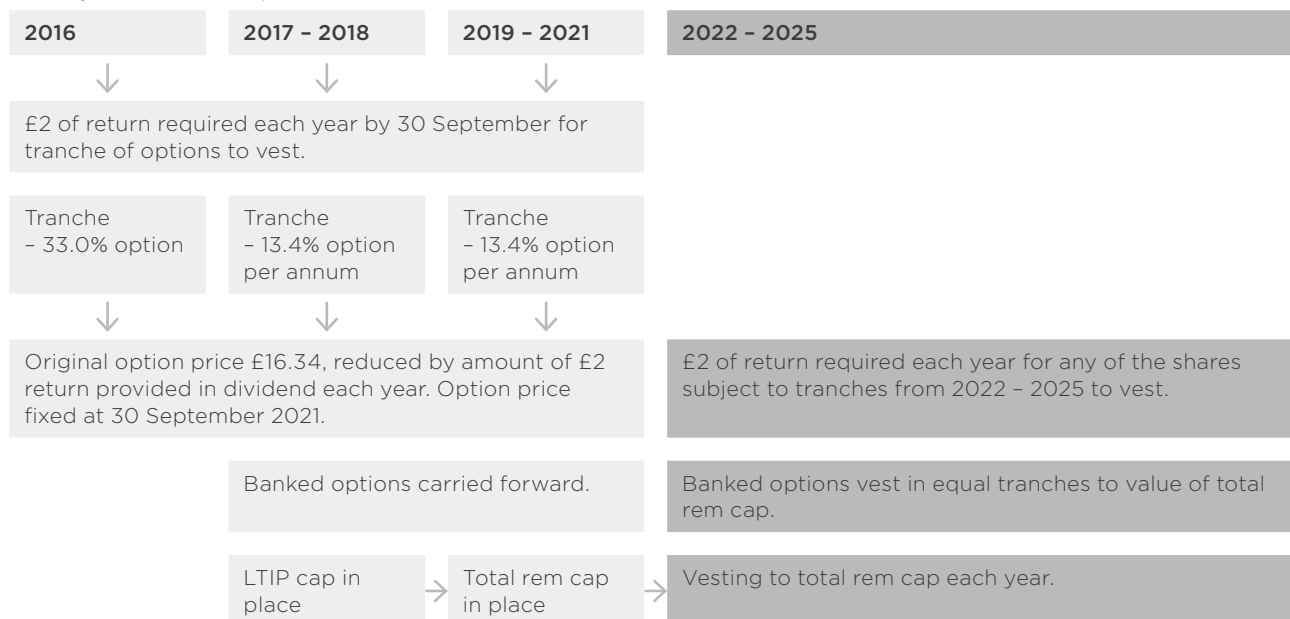 2016
2017 – 2018
2019 – 2021
2022 – 2025
£2 of return required each year by 30 September for
tranche of options to vest.
Tranche
– 33.0% option
Tranche
– 13.4% option
per annum
Tranche
– 13.4% option
per annum
Original option price £16.34, reduced by amount of £2
return provided in dividend each year. Option price
fixed at 30 September 2021.
£2 of return required each year for any of the shares
subject to tranches from 2022 – 2025 to vest.
Banked options carried forward.
Banked options vest in equal tranches to value of total
rem cap.
LTIP cap in
place
Total rem cap
in place
Vesting to total rem cap each year.